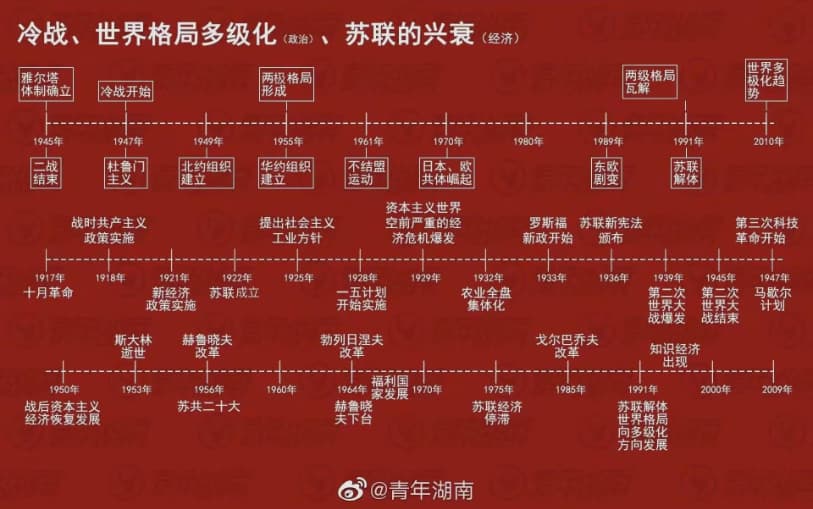 冷战、世界格局多级化（政治）、苏联的兴衰（经济）
雅尔塔
体制确立
冷战开始
两极格局
形成
两级格局
瓦解
世界多
极化趋
势
1945年
1947年
1949年
1955年
1961年
1970年
1980年
1989年
1991年
2010年
二战
结束
杜鲁门
主义
北约组织
建立
华约组织
建立
不结盟
运动
日本、欧
共体崛起
东欧
剧变
苏联
解体
战时共产主义
政策实施
提出社会主义
工业方针
资本主义世界
空前严重的经
济危机爆发
罗斯福
新政开始
苏联新宪法
颁布
第三次科技
革命开始
1917年
1918年
1921年
1922年
1925年
1928年
1929年
1932年
1933年
1936年
1939年
1945年
1947年
十月革命
新经济
政策实施
苏联成立
一五计划
开始实施
农业全盘
集体化
第二次
世界大
战爆发
第二次
世界大
战结束
马歇尔
计划
斯大林
逝世
赫鲁晓夫
改革
勃列日涅夫
改革
戈尔巴乔夫
改革
知识经济
出现
1950年
1953年
1956年
1960年
1964年
福利国
家发展
1970年
1975年
1985年
1991年
2000年
2009年
战后资本主义
经济恢复发展
苏共二十大
赫鲁晓
夫下台
苏联经济
停滞
苏联解体
世界格局
向多极化
方向发展
@青年湖南